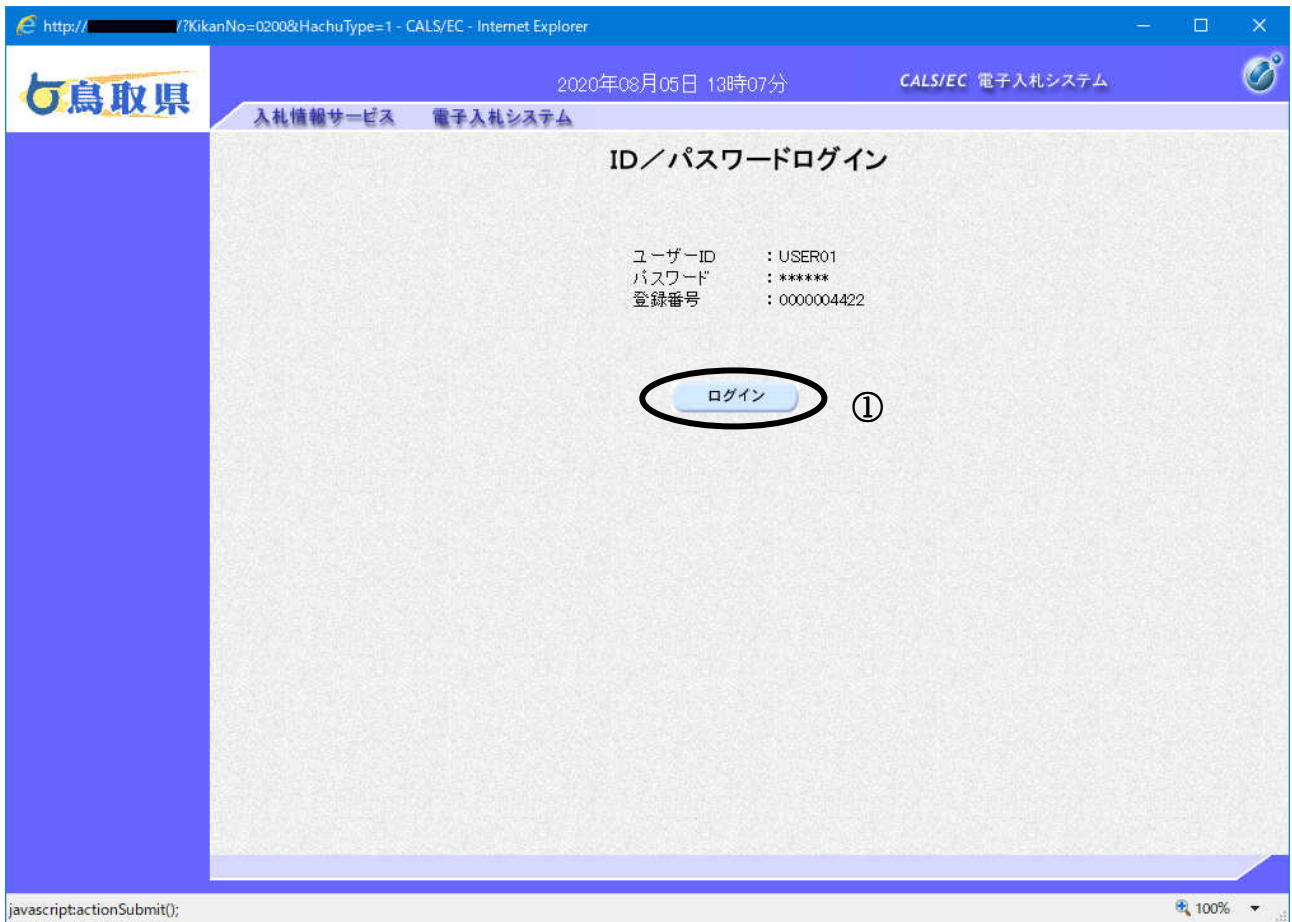 http:// /?KikanNo=0200&HachuType=1 - CALS/EC - Internet Explorer
鳥取県
2020年08月05日 13時07分
CALS/EC 電子入札システム
入札情報サービス 電子入札システム
ID／パスワードログイン
ユーザーID ：USER01
パスワード ：******
登録番号 ：0000004422
ログイン ①
javascript:actionSubmit();
100%